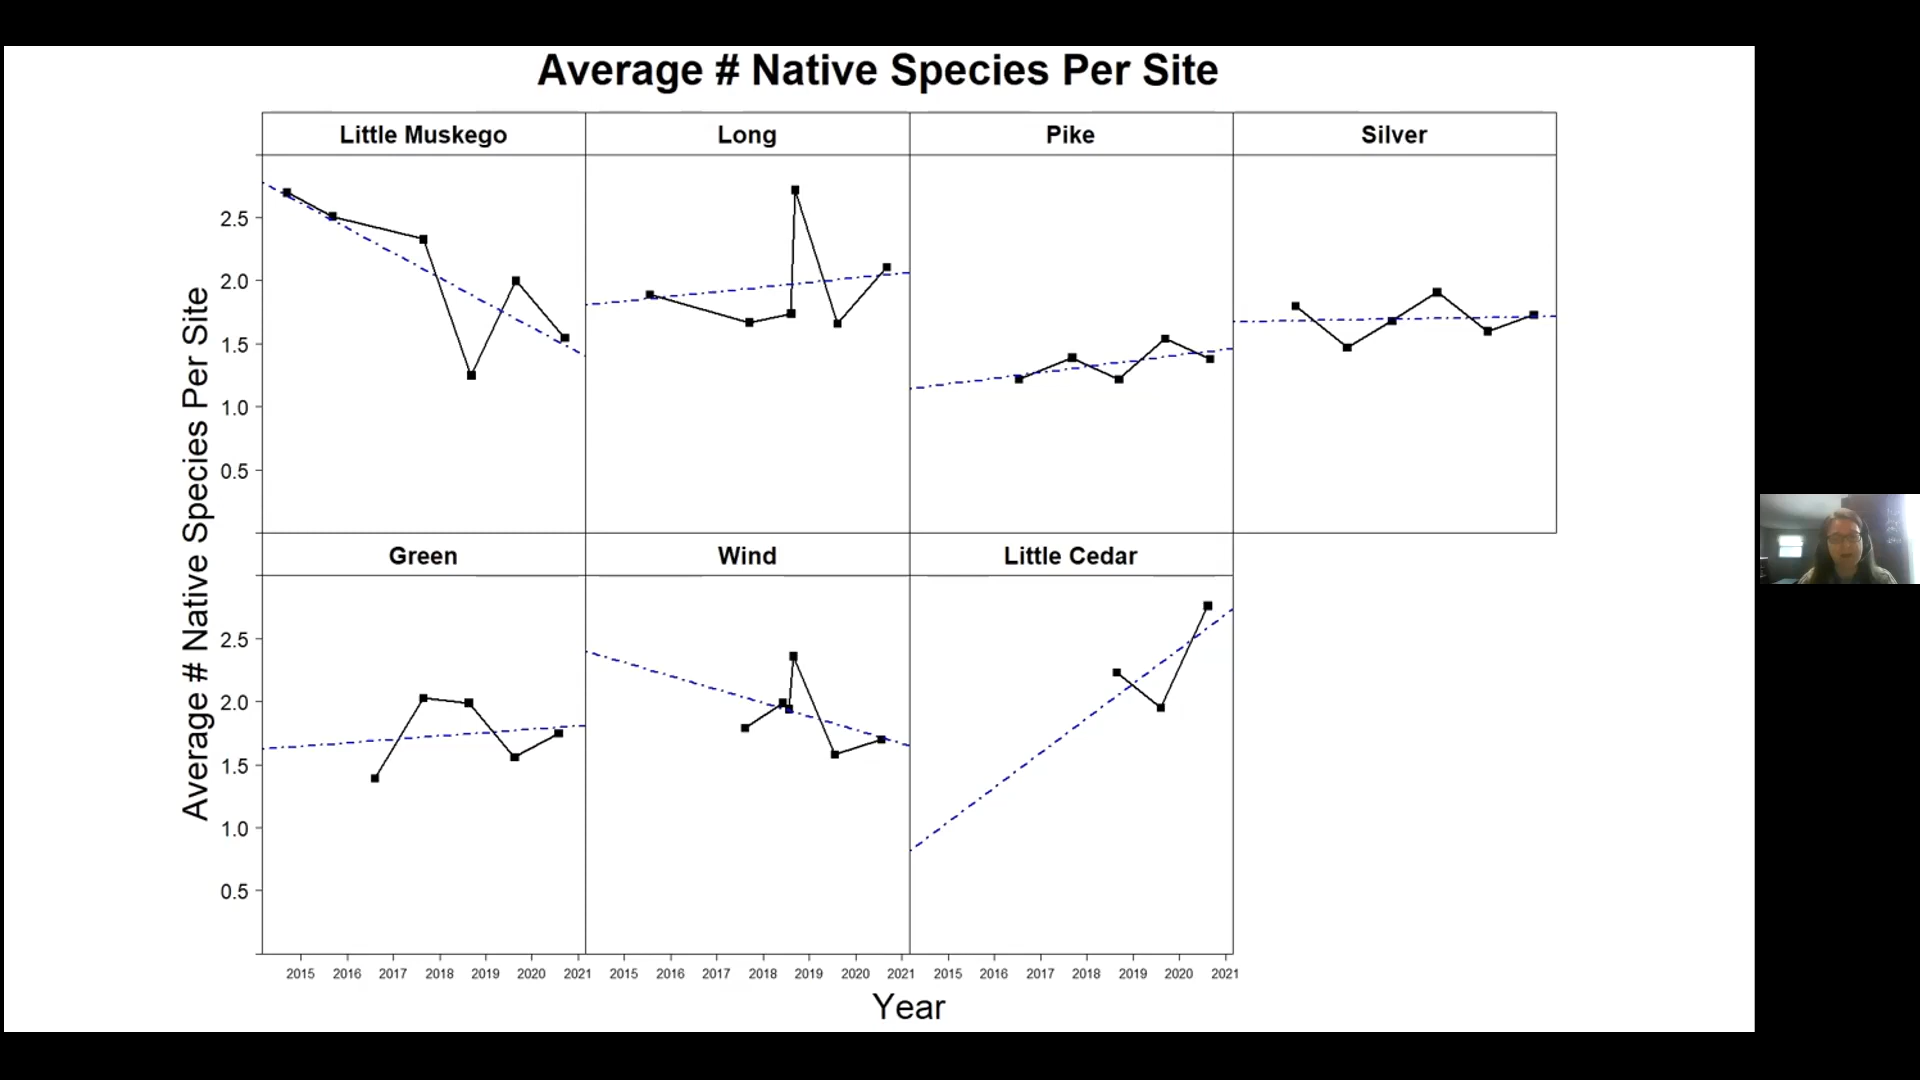 Average # Native Species Per Site
Little Muskego Long Pike Silver
2.5
2.0
1.5
1.0
0.5
Average # Native Species Per Site
Green Wind Little Cedar
2.5
2.0
1.5
1.0
0.5
2015 2016 2017 2018 2019 2020 2021 2015 2016 2017 2018 2019 2020 2021 2015 2016 2017 2018 2019 2020 2021
Year